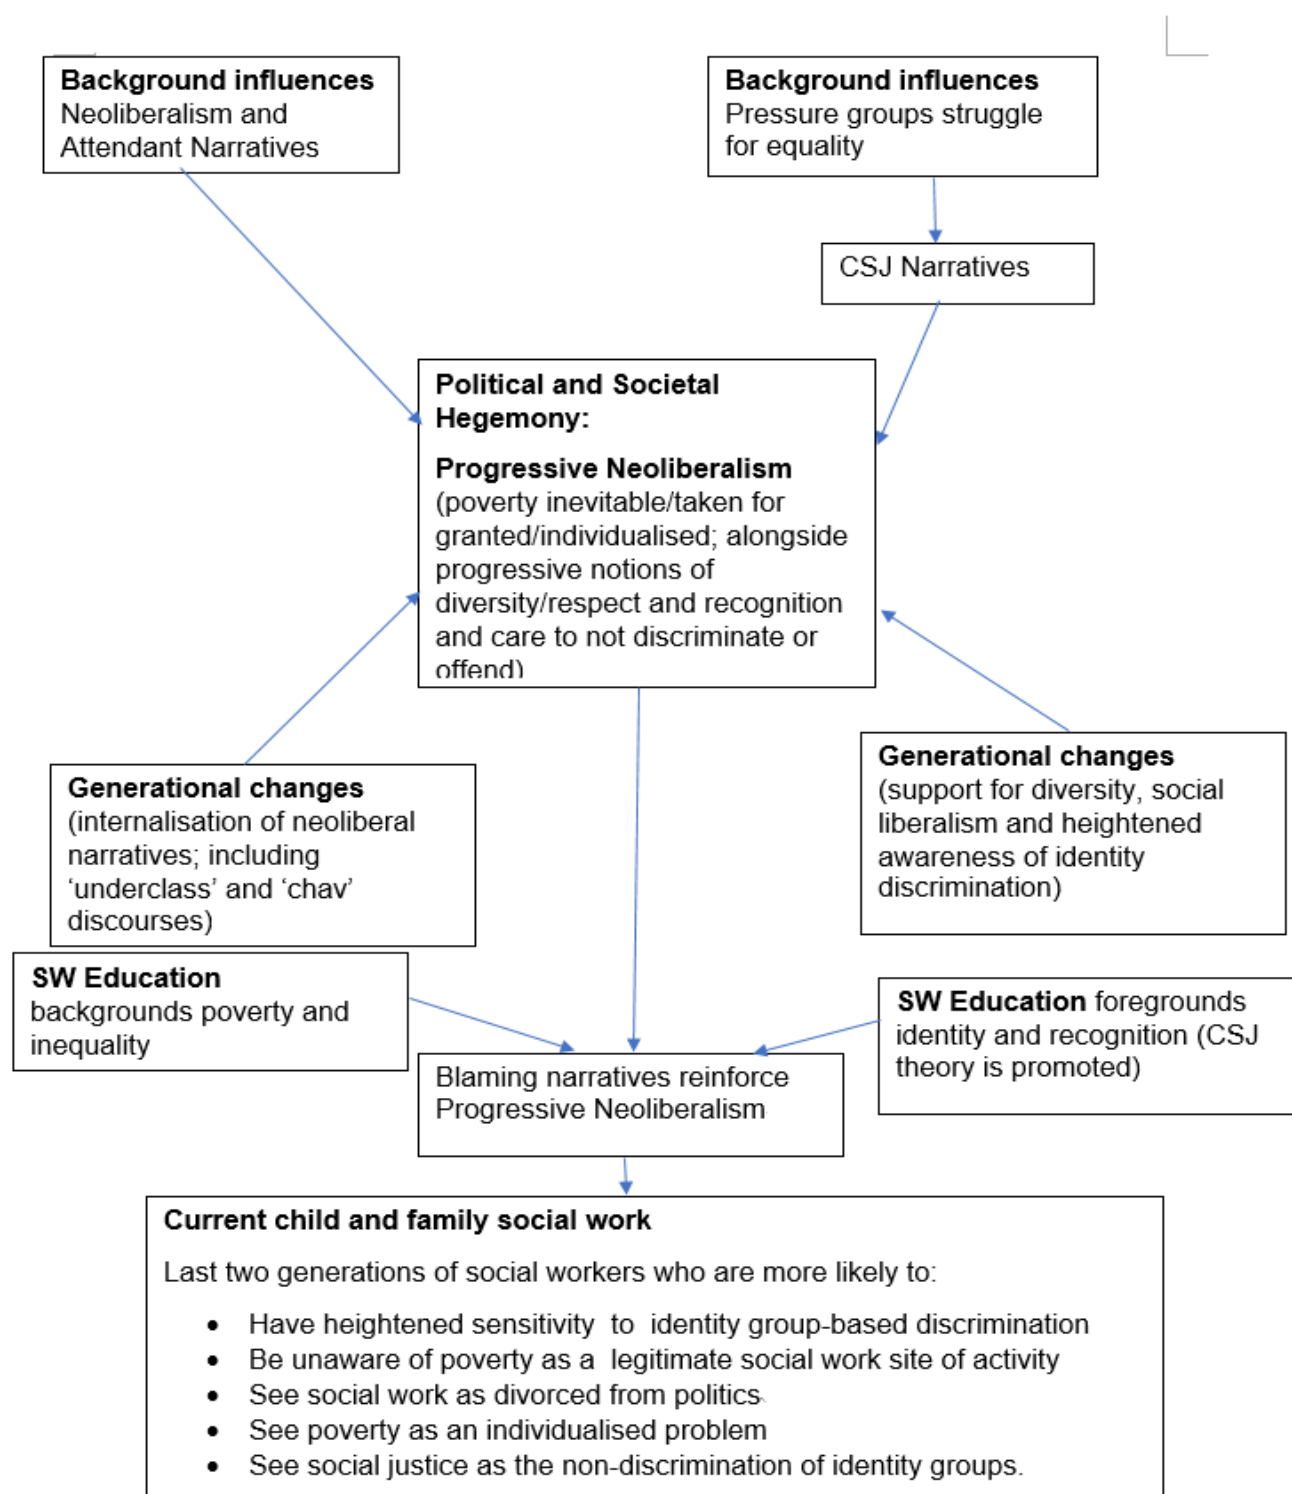 Background influences
Neoliberalism and
Attendant Narratives
Background influences
Pressure groups struggle
for equality
CSJ Narratives
Political and Societal
Hegemony:
Progressive Neoliberalism
(poverty inevitable/taken for
granted/individualised; alongside
progressive notions of
diversity/respect and recognition
and care to not discriminate or
offend)
Generational changes
(internalisation of neoliberal
narratives; including
‘underclass’ and ‘chav’
discourses)
Generational changes
(support for diversity, social
liberalism and heightened
awareness of identity
discrimination)
SW Education
backgrounds poverty and
inequality
SW Education foregrounds
identity and recognition (CSJ
theory is promoted)
Blaming narratives reinforce
Progressive Neoliberalism
Current child and family social work
Last two generations of social workers who are more likely to:
• Have heightened sensitivity to identity group-based discrimination
• Be unaware of poverty as a legitimate social work site of activity
• See social work as divorced from politics
• See poverty as an individualised problem
• See social justice as the non-discrimination of identity groups.